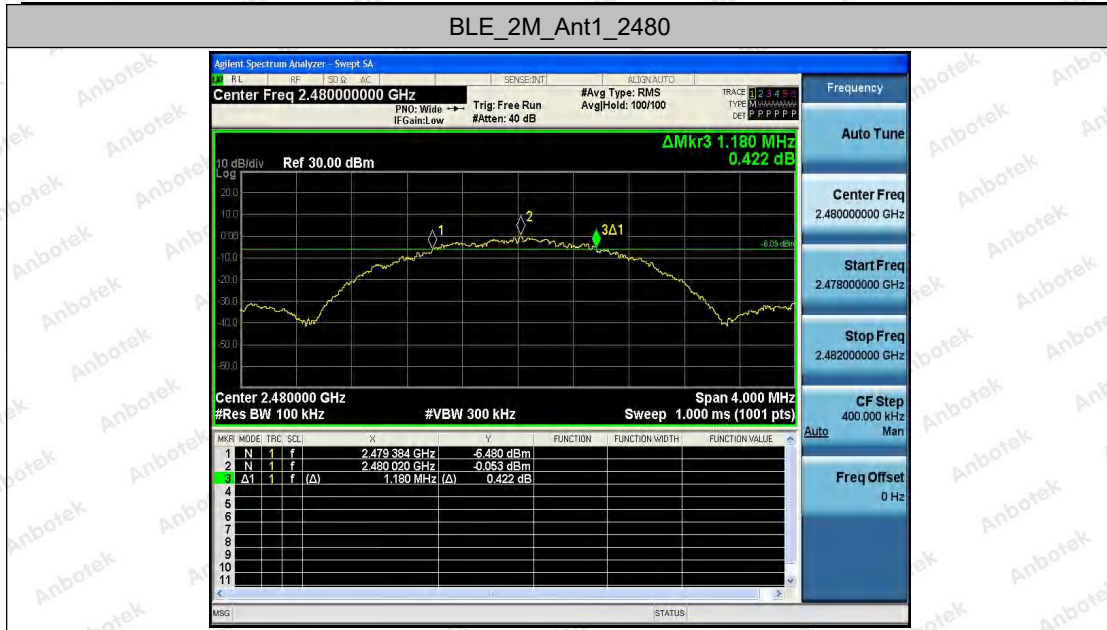 BLE_2M_Ant1_2480
Agilent Spectrum Analyzer - Swept SA
RL RF 50 Ω AC SENSE:INT ALIGN AUTO
Center Freq 2.480000000 GHz
PNO: Wide Trig: Free Run
IFGain:Low #Atten: 40 dB
#Avg Type: RMS
Avg|Hold: 100/100
TRACE 1 2 3 4 5 6
TYPE M
DET P P P P P P
Frequency
ΔMkr3 1.180 MHz
0.422 dB
10 dB/div Ref 30.00 dBm
Log
20.0
10.0
0.00
-10.0
-20.0
-30.0
-40.0
-50.0
-60.0
1
2
3Δ1
-6.05 dBm
Center 2.480000 GHz Span 4.000 MHz
#Res BW 100 kHz #VBW 300 kHz Sweep 1.000 ms (1001 pts)
MKR MODE TRC SCL X Y FUNCTION FUNCTION WIDTH FUNCTION VALUE
1 N 1 f 2.479 384 GHz -6.480 dBm
2 N 1 f 2.480 020 GHz -0.053 dBm
3 Δ1 1 f (Δ) 1.180 MHz (Δ) 0.422 dB
4
5
6
7
8
9
10
11
MSG STATUS
Auto Tune
Center Freq
2.480000000 GHz
Start Freq
2.478000000 GHz
Stop Freq
2.482000000 GHz
CF Step
400.000 kHz
Auto Man
Freq Offset
0 Hz
Anbotek